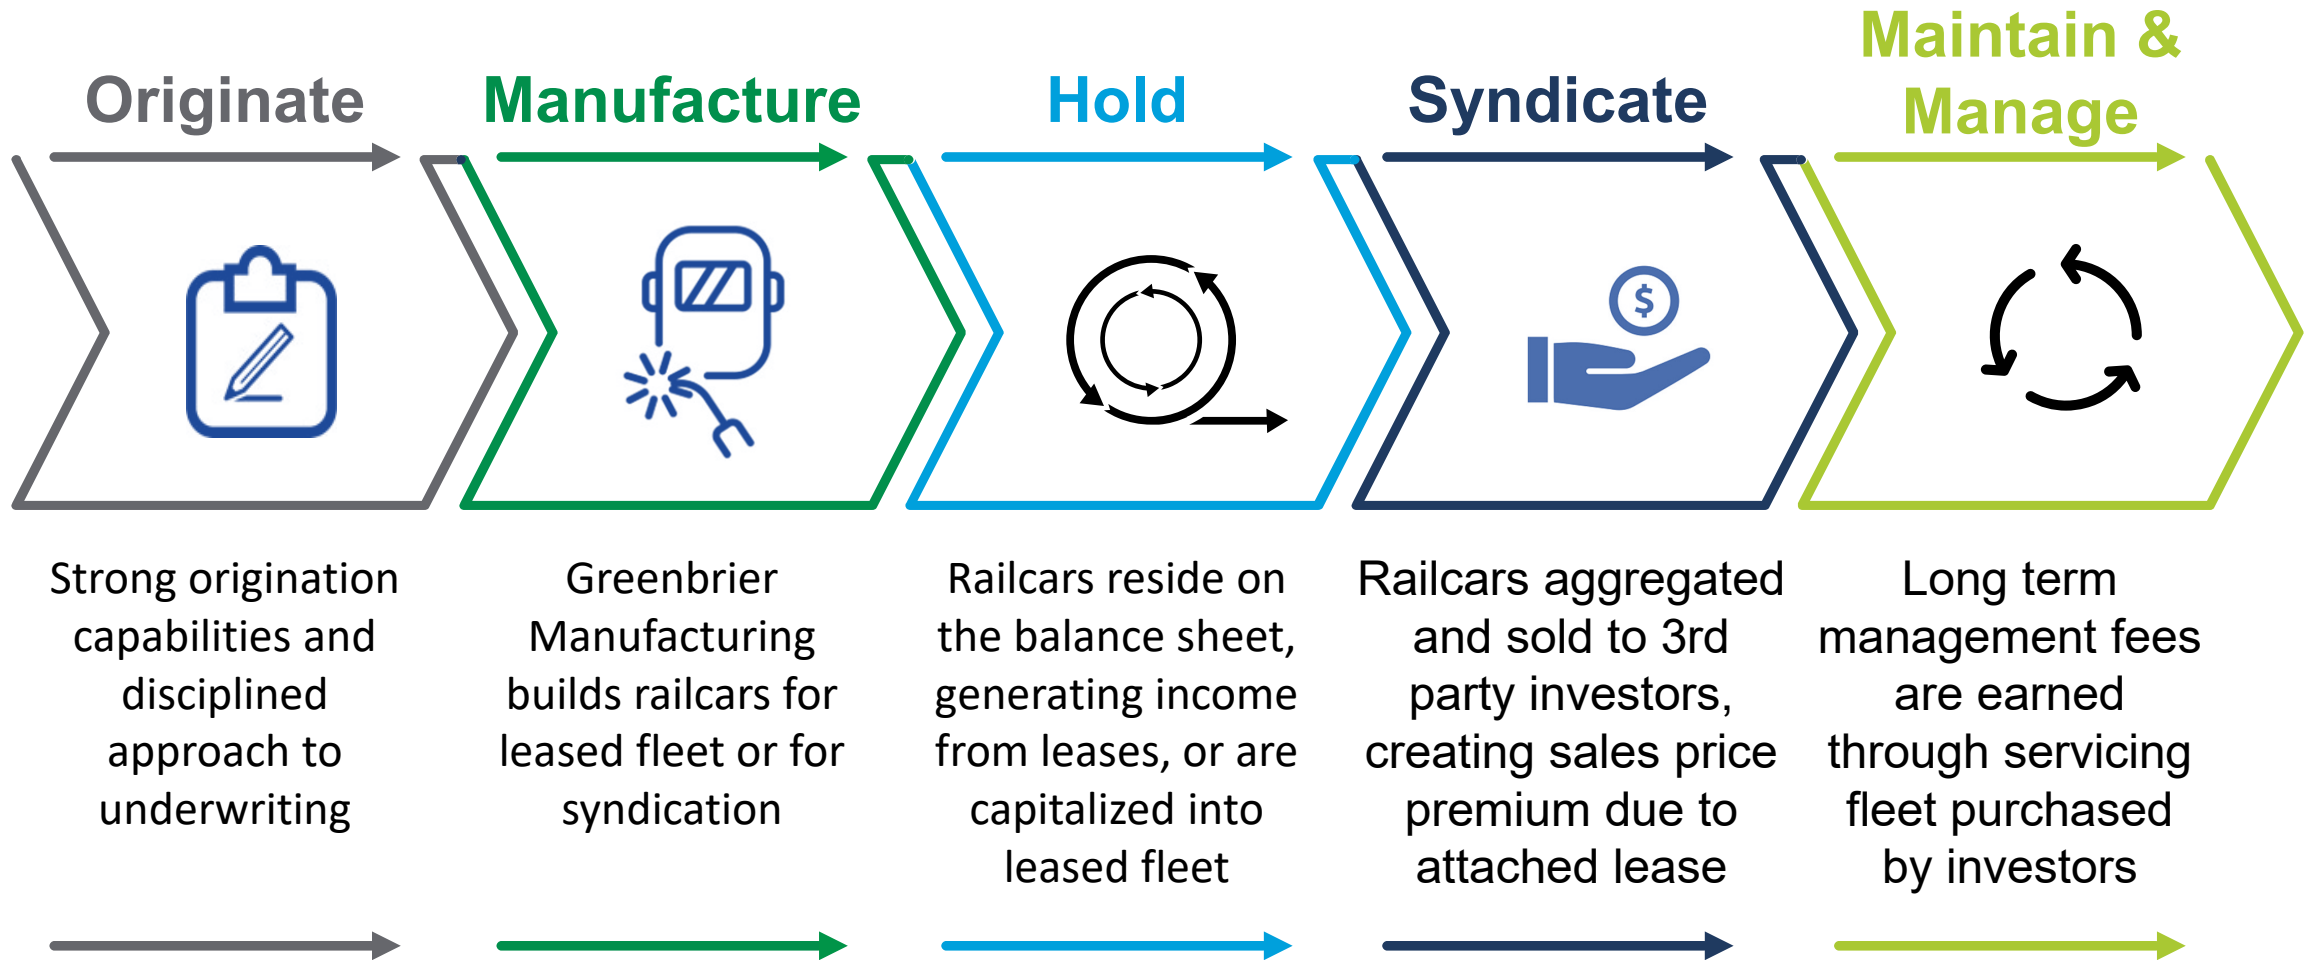 Originate
Manufacture
Hold
Syndicate
Maintain &
Manage
$
Strong origination
capabilities and
disciplined
approach to
underwriting
Greenbrier
Manufacturing
builds railcars for
leased fleet or for
syndication
Railcars reside on
the balance sheet,
generating income
from leases, or are
capitalized into
leased fleet
Railcars aggregated
and sold to 3rd
party investors,
creating sales price
premium due to
attached lease
Long term
management fees
are earned
through servicing
fleet purchased
by investors